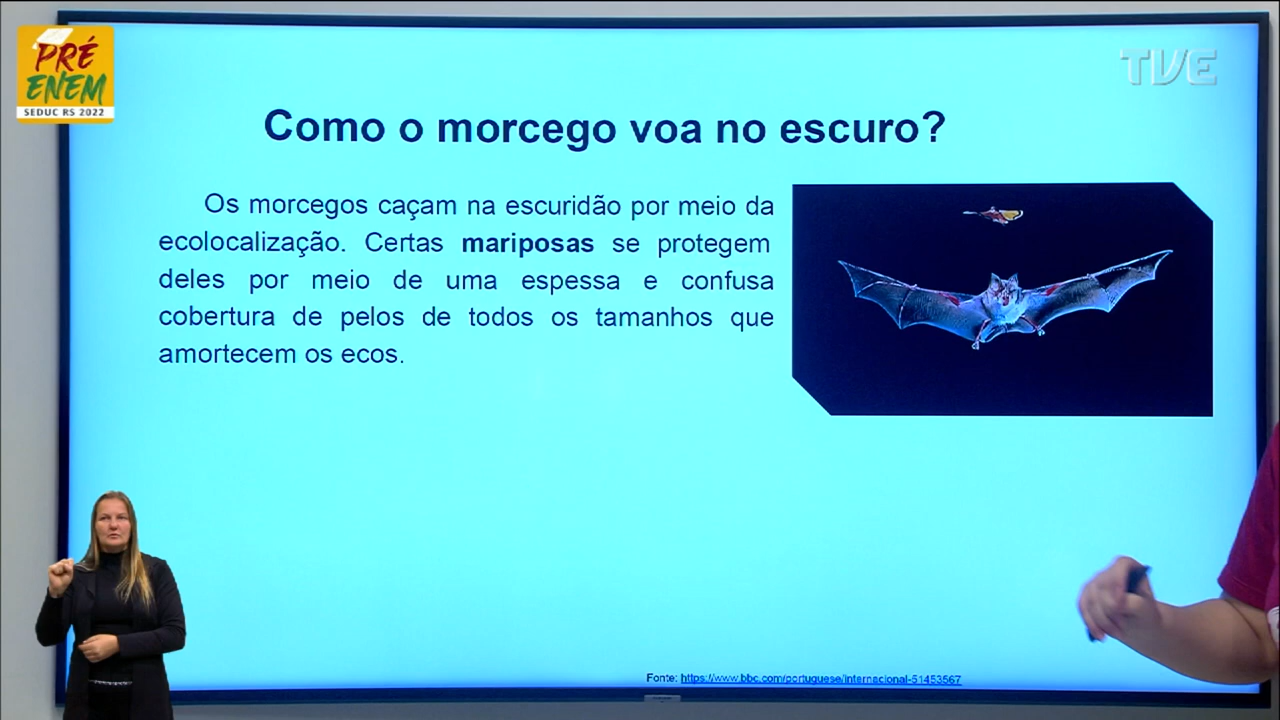 PRÉ
ENEM
SEDUC RS 2022
TVE
Como o morcego voa no escuro?
Os morcegos caçam na escuridão por meio da
ecolocalização. Certas mariposas se protegem
deles por meio de uma espessa e confusa
cobertura de pelos de todos os tamanhos que
amortecem os ecos.
Fonte: https://www.bbc.com/portuguese/internacional-51453567